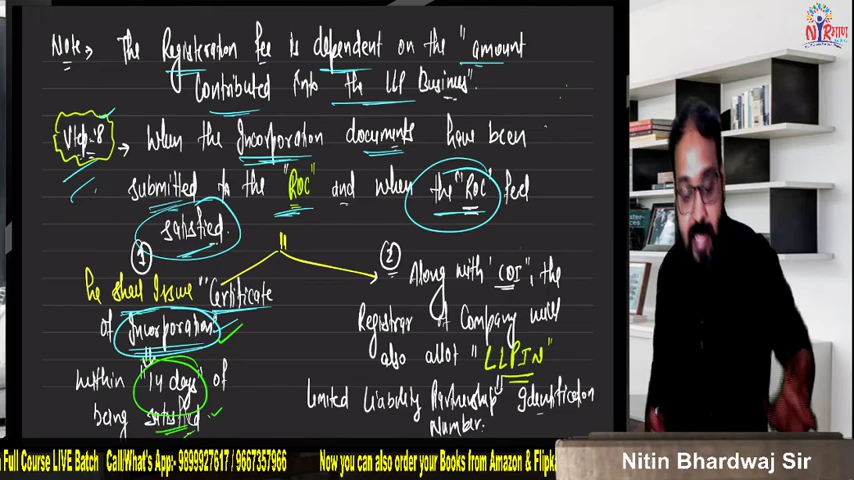 Note → The Registration fee is dependent on the "amount
Contributed into the LLP Business".
Step:8 → When the Incorporation documents have been
submitted to the "ROC" and when the "ROC" feel
satisfied.
①
he shall Issue "Certificate
of Incorporation"
within "14 days" of
being satisfied
② Along with "COI", the
Registrar of Company will
also allot "LLPIN"
Limited Liability Partnership Identification
Number.
NIRमाण
Full Course LIVE Batch Call/What's App:- 9899927617 / 9667357966 Now you can also order your Books from Amazon & Flipk
Nitin Bhardwaj Sir